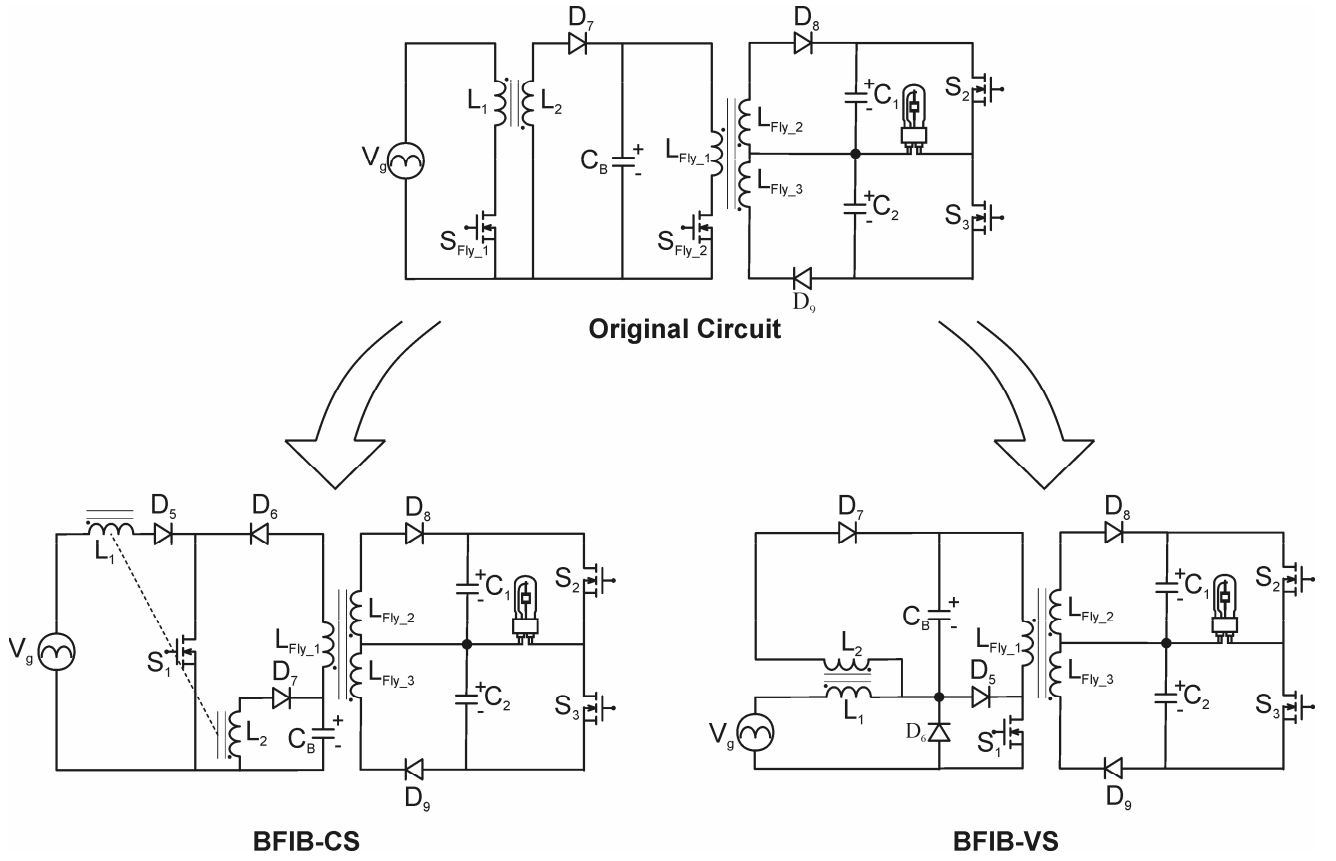 D7
D8
L1
L2
+
C1
-
S2
LFly_2
Vg
CB
+
-
LFly_1
LFly_3
+
C2
-
S3
SFly_1
SFly_2
D9
Original Circuit
D5
D6
D8
L1
+
C1
-
S2
LFly_2
LFly_1
Vg
S1
D7
LFly_3
+
C2
-
S3
L2
CB
+
-
D9
BFIB-CS
D7
D8
+
C1
-
S2
CB
+
-
LFly_2
LFly_1
L2
D5
LFly_3
L1
+
C2
-
S3
Vg
D6
S1
D9
BFIB-VS